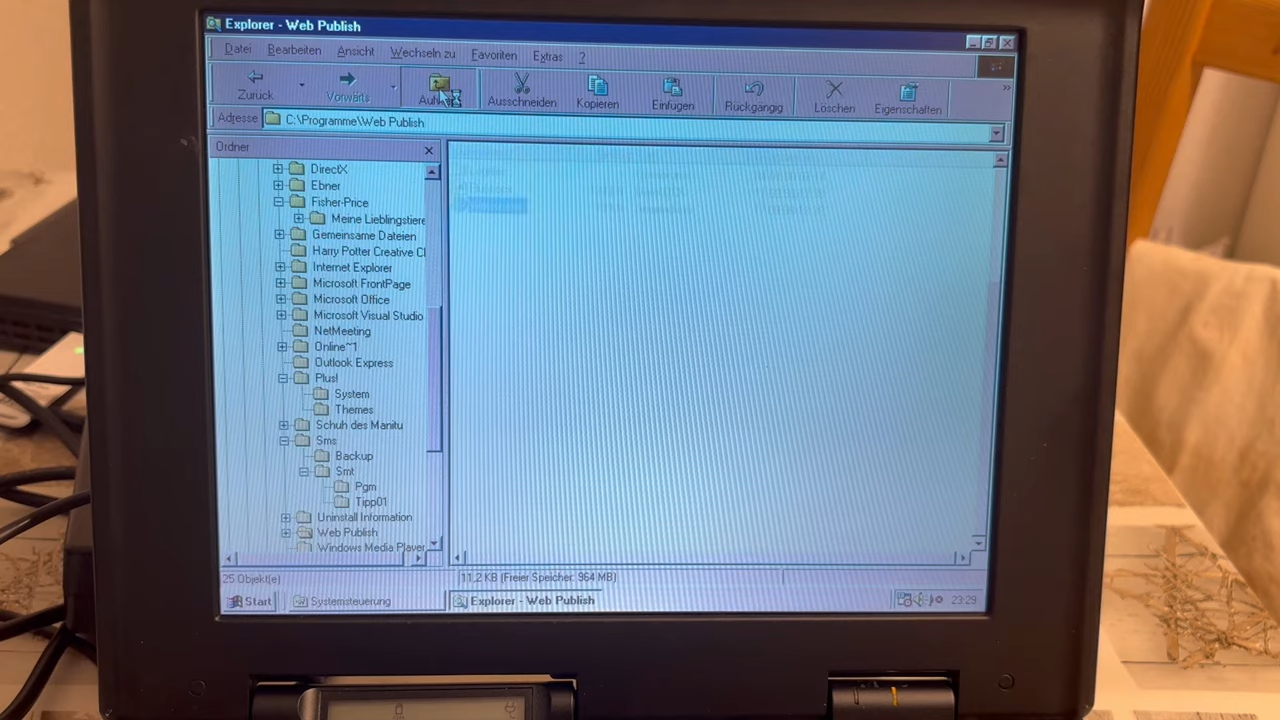 Explorer - Web Publish
Datei Bearbeiten Ansicht Wechseln zu Favoriten Extras ?
Zurück Vorwärts Ausschneiden Kopieren Einfügen Rückgängig Löschen Eigenschaften »
Adresse C:\Programme\Web Publish
Ordner
DirectX
Ebner
Fisher-Price
Meine Lieblingstiere
Gemeinsame Dateien
Harry Potter Creative Cl
Internet Explorer
Microsoft FrontPage
Microsoft Office
Microsoft Visual Studio
NetMeeting
Online~1
Outlook Express
Plus!
System
Themes
Schuh des Manitu
Sms
Backup
Smt
Pgm
Tipp01
Uninstall Information
Web Publish
Windows Media Player
25 Objekt(e) 11,2 KB (Freier Speicher: 964 MB)
Start Systemsteuerung Explorer - Web Publish 23:29